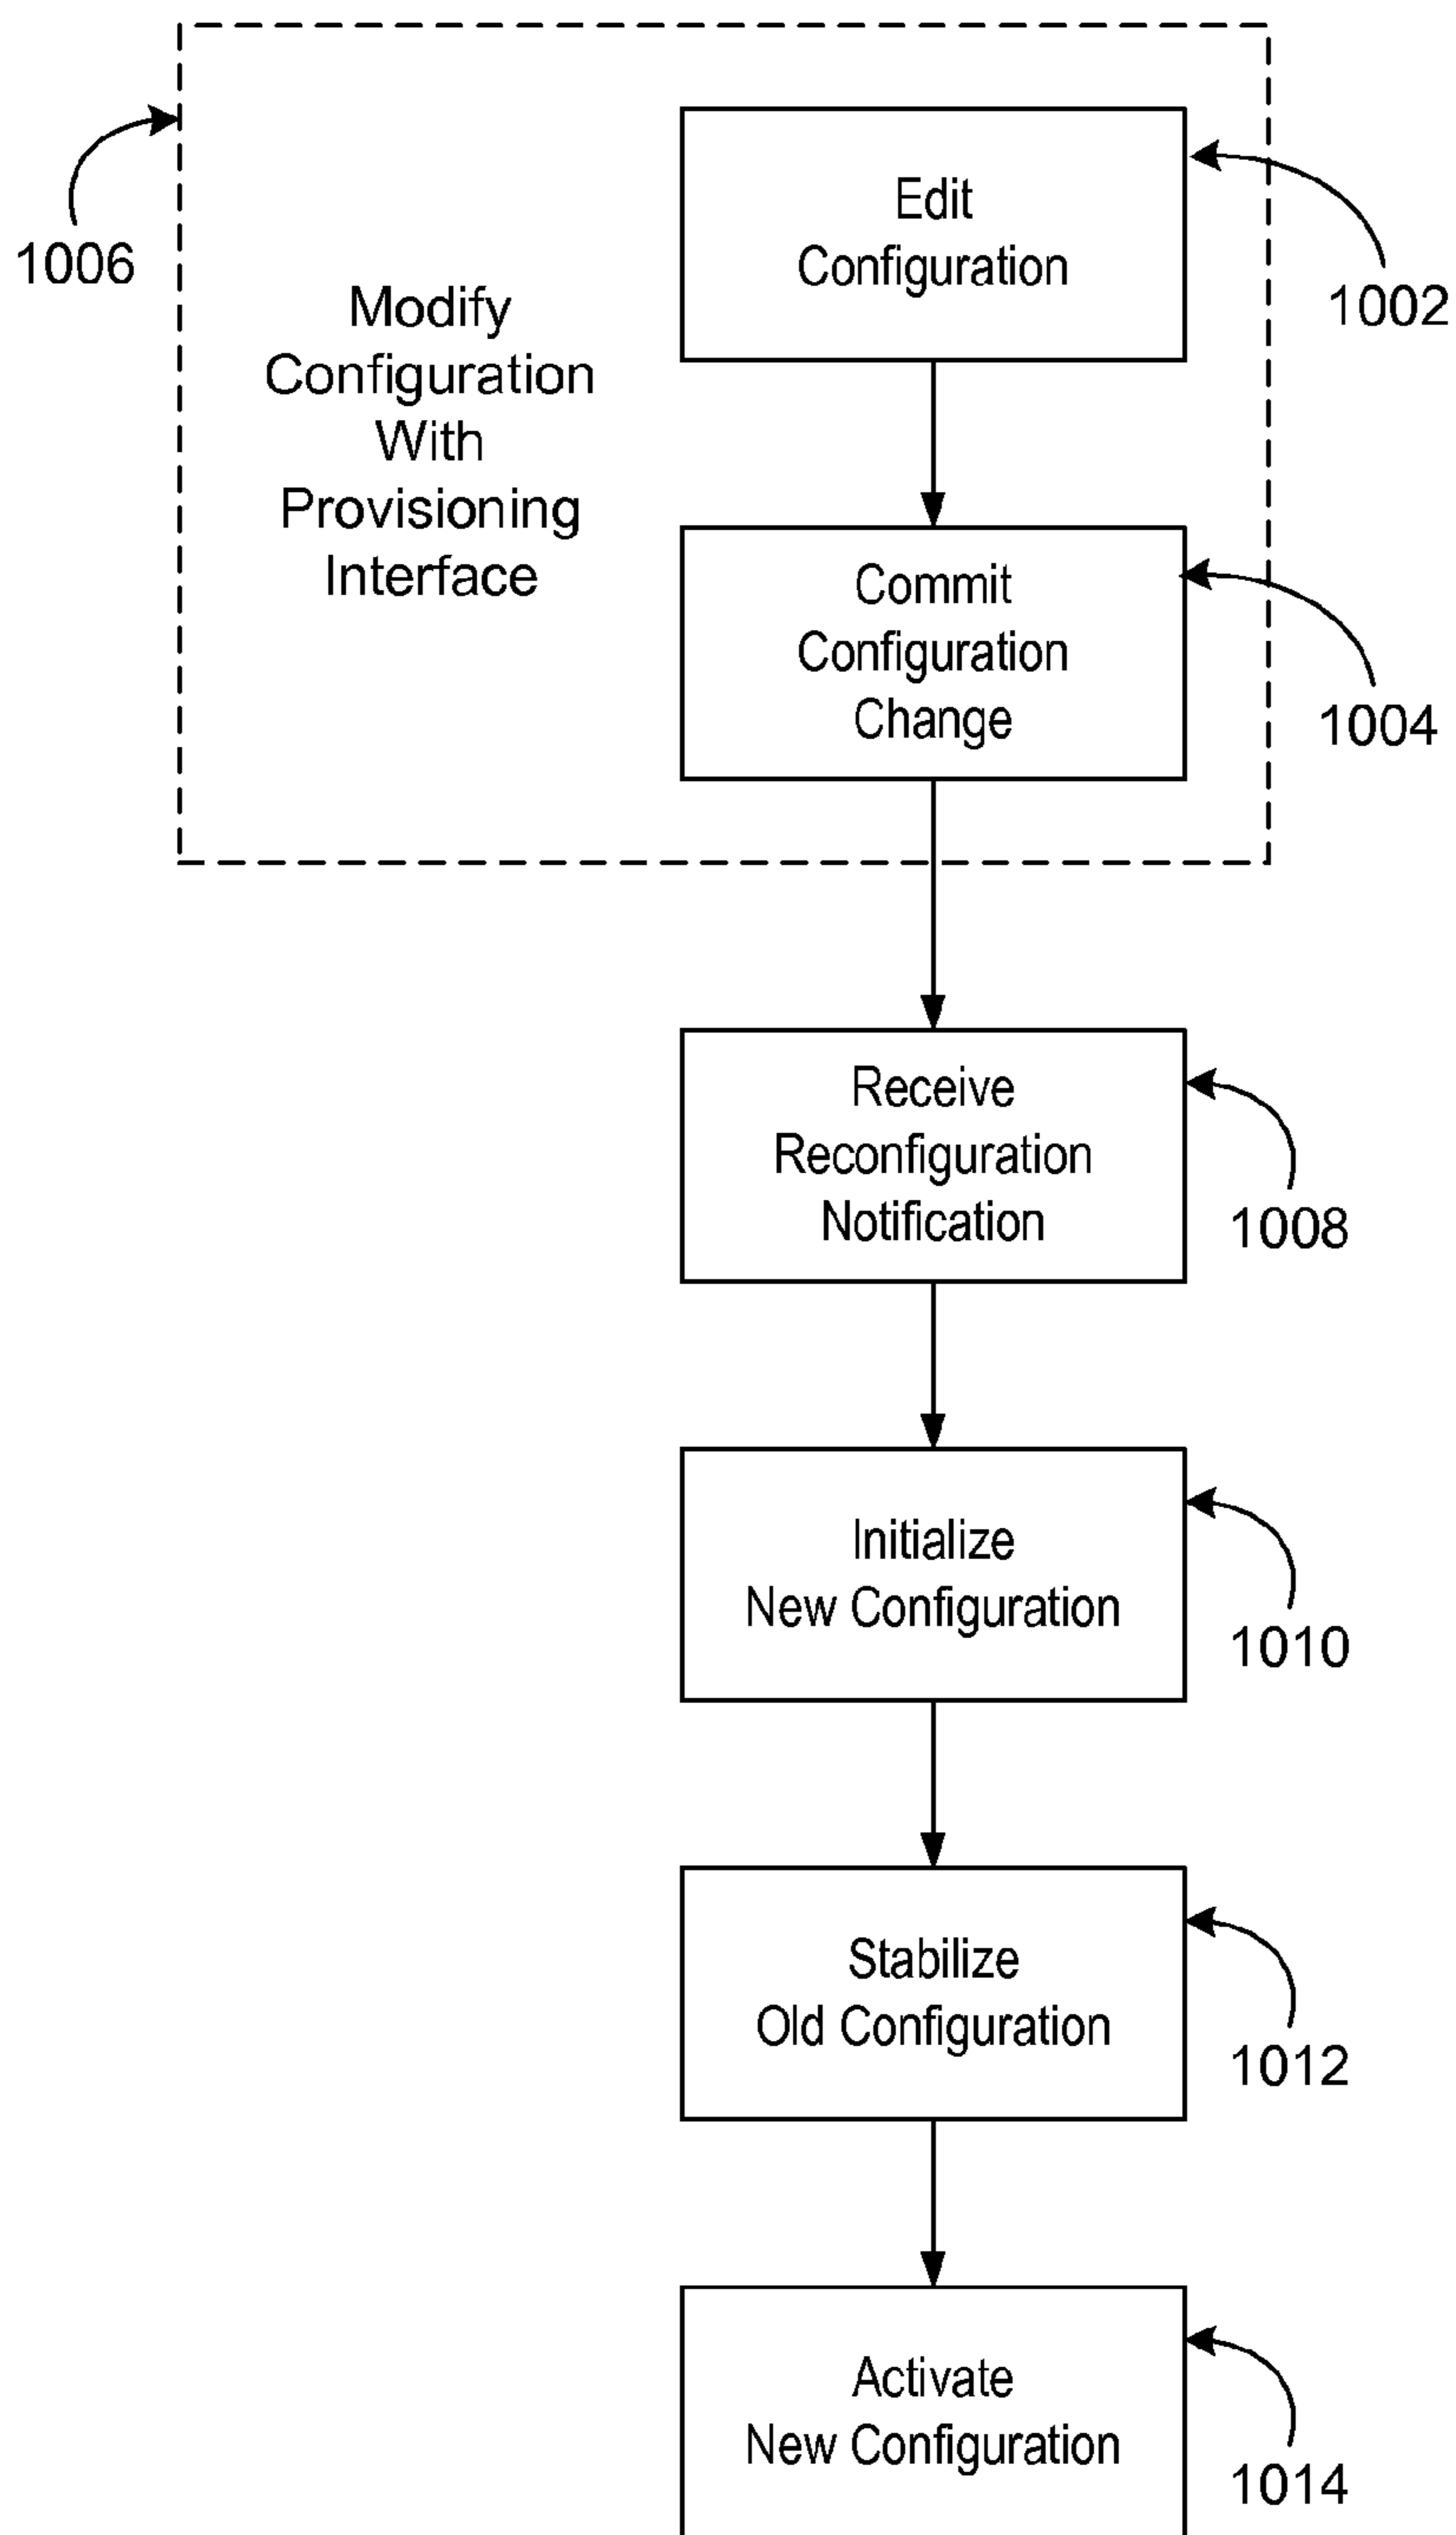 Edit
Configuration
1002
1006
Modify
Configuration
With
Provisioning
Interface
Commit
Configuration
Change
1004
Receive
Reconfiguration
Notification
1008
Initialize
New Configuration
1010
Stabilize
Old Configuration
1012
Activate
New Configuration
1014